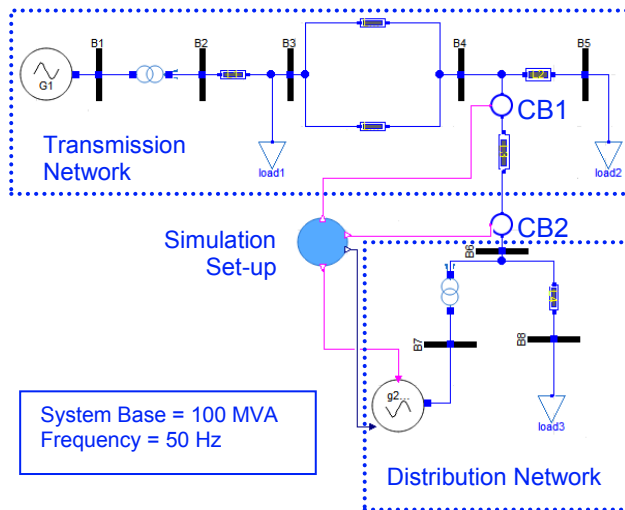 B1
B2
B3
B4
B5
G1
CB1
Transmission
Network
load1
load2
Simulation
Set-up
CB2
B6
B7
B8
g2...
load3
System Base = 100 MVA
Frequency = 50 Hz
Distribution Network